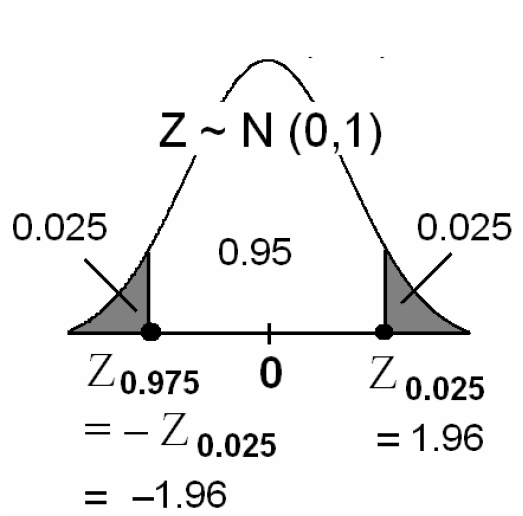 Z ~ N (0,1)
0.025
0.95
0.025
Z0.975
0
Z0.025
= – Z0.025
= 1.96
= –1.96